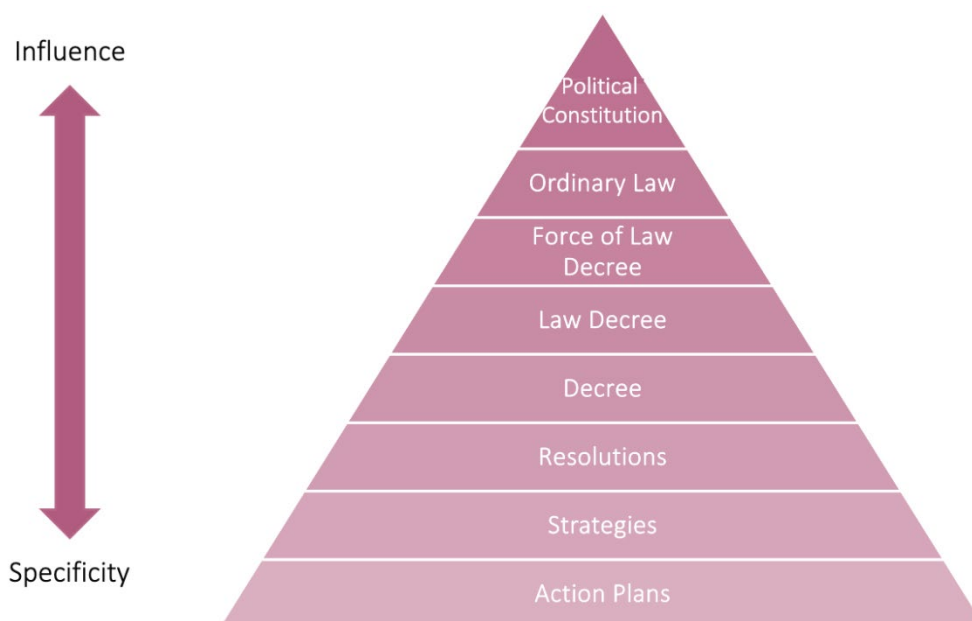 Influence
Political
Constitution
Ordinary Law
Force of Law
Decree
Law Decree
Decree
Resolutions
Strategies
Specificity
Action Plans